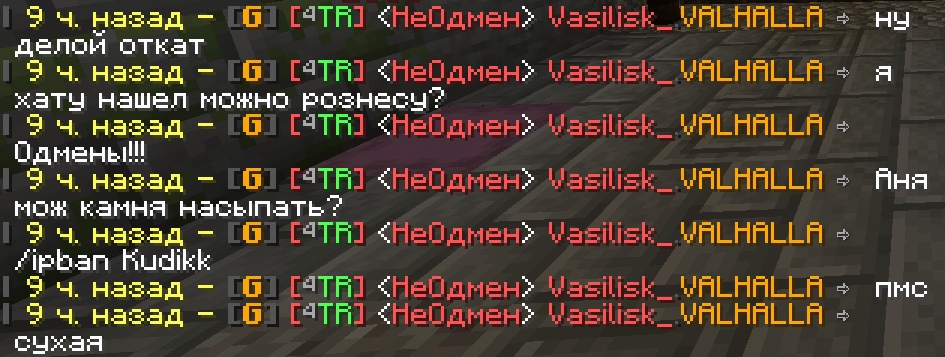 | 9 ч. назад - [G] [⁴TR] <НеОдмен> Vasilisk_VALHALLA ➩ ну
делой откат
| 9 ч. назад - [G] [⁴TR] <НеОдмен> Vasilisk_VALHALLA ➩ я
хату нашел можно рознесу?
| 9 ч. назад - [G] [⁴TR] <НеОдмен> Vasilisk_VALHALLA ➩
Одмены!!!
| 9 ч. назад - [G] [⁴TR] <НеОдмен> Vasilisk_VALHALLA ➩ Аня
мож камня насыпать?
| 9 ч. назад - [G] [⁴TR] <НеОдмен> Vasilisk_VALHALLA ➩
/ipban Kudikk
| 9 ч. назад - [G] [⁴TR] <НеОдмен> Vasilisk_VALHALLA ➩ пмс
| 9 ч. назад - [G] [⁴TR] <НеОдмен> Vasilisk_VALHALLA ➩
сухая